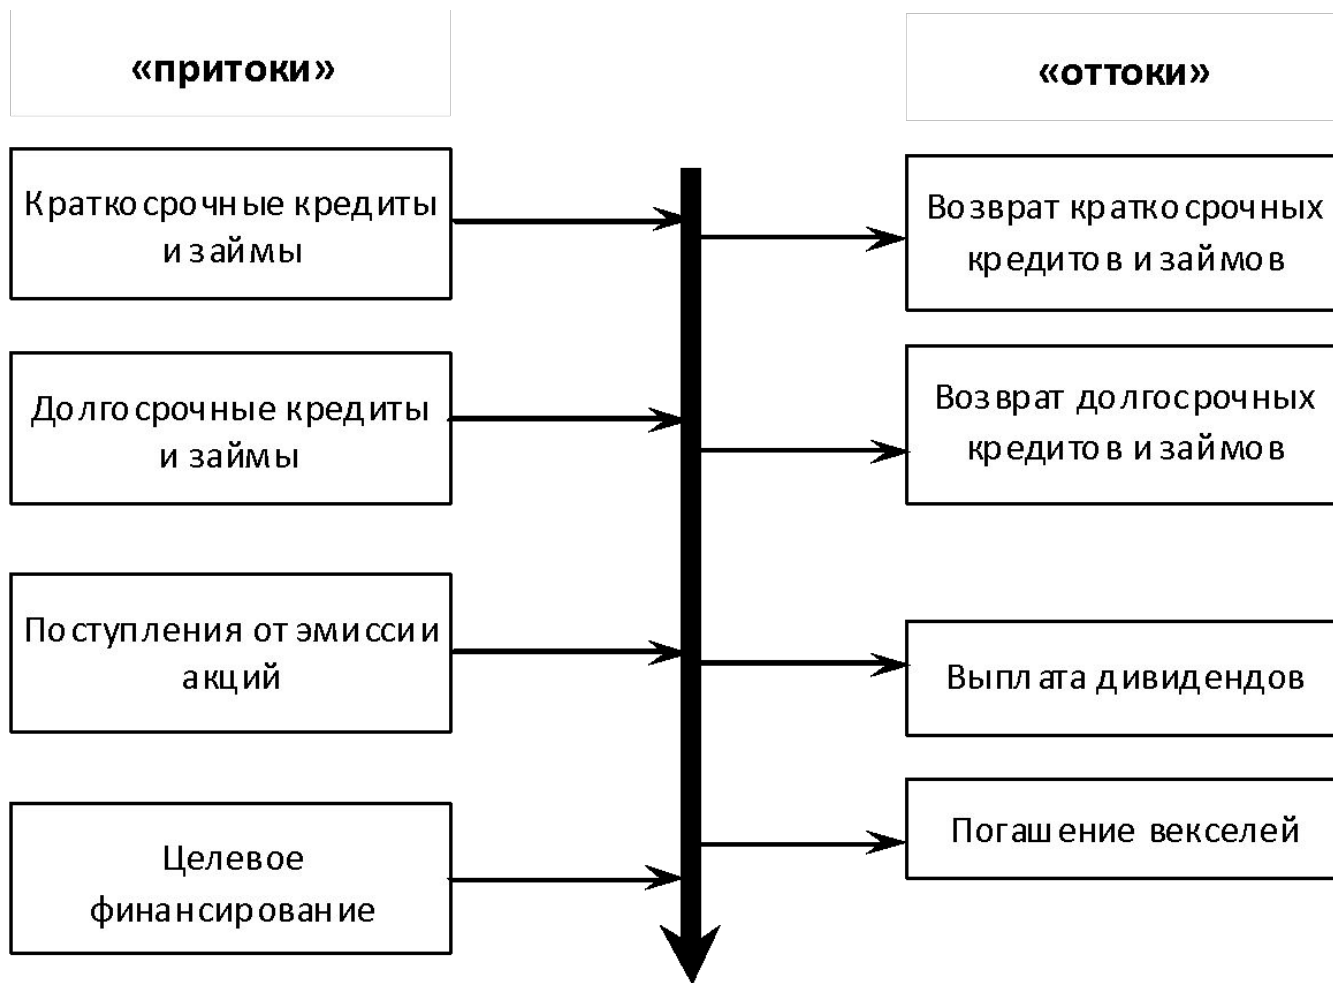 «притоки»
«оттоки»
Краткосрочные кредиты
и займы
Возврат краткосрочных
кредитов и займов
Долгосрочные кредиты
и займы
Возврат долгосрочных
кредитов и займов
Поступления от эмиссии
акций
Выплата дивидендов
Целевое
финансирование
Погашение векселей